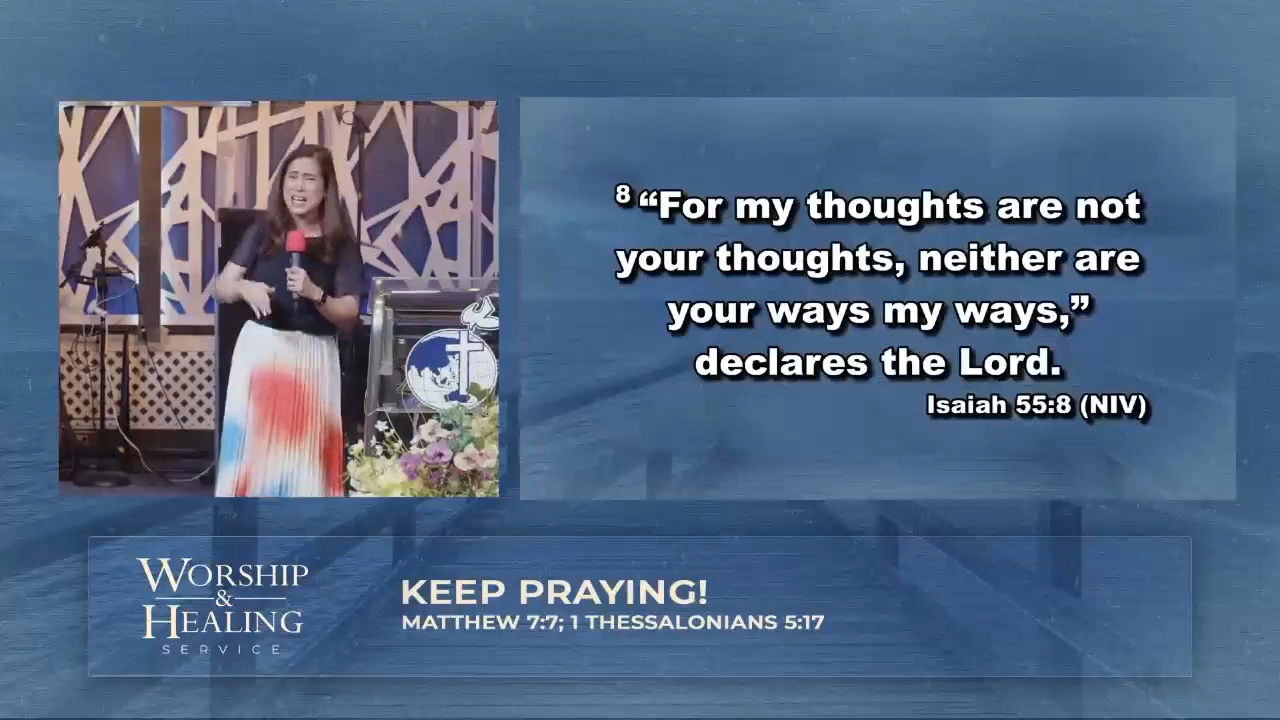 8 “For my thoughts are not
your thoughts, neither are
your ways my ways,”
declares the Lord.
Isaiah 55:8 (NIV)
WORSHIP
&
HEALING
SERVICE
KEEP PRAYING!
MATTHEW 7:7; 1 THESSALONIANS 5:17